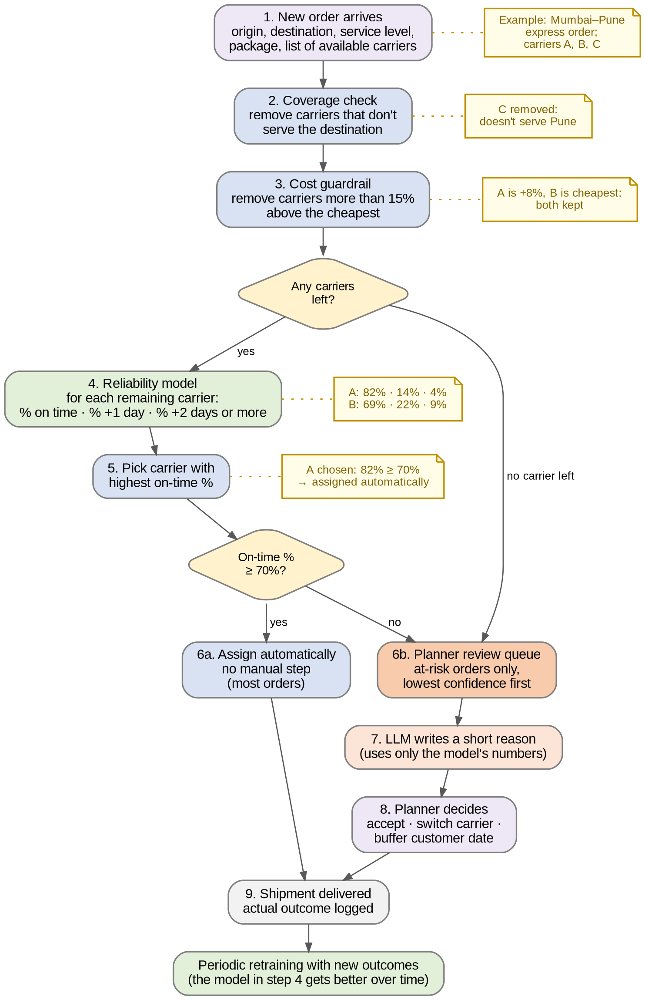 1. New order arrives
origin, destination, service level,
package, list of available carriers
Example: Mumbai–Pune
express order;
carriers A, B, C
2. Coverage check
remove carriers that don't
serve the destination
C removed:
doesn't serve Pune
3. Cost guardrail
remove carriers more than 15%
above the cheapest
A is +8%, B is cheapest:
both kept
Any carriers
left?
yes
4. Reliability model
for each remaining carrier:
% on time · % +1 day · % +2 days or more
A: 82% · 14% · 4%
B: 69% · 22% · 9%
5. Pick carrier with
highest on-time %
A chosen: 82% ≥ 70%
→ assigned automatically
no carrier left
On-time %
≥ 70%?
yes
no
6a. Assign automatically
no manual step
(most orders)
6b. Planner review queue
at-risk orders only,
lowest confidence first
7. LLM writes a short reason
(uses only the model's numbers)
8. Planner decides
accept · switch carrier ·
buffer customer date
9. Shipment delivered
actual outcome logged
Periodic retraining with new outcomes
(the model in step 4 gets better over time)